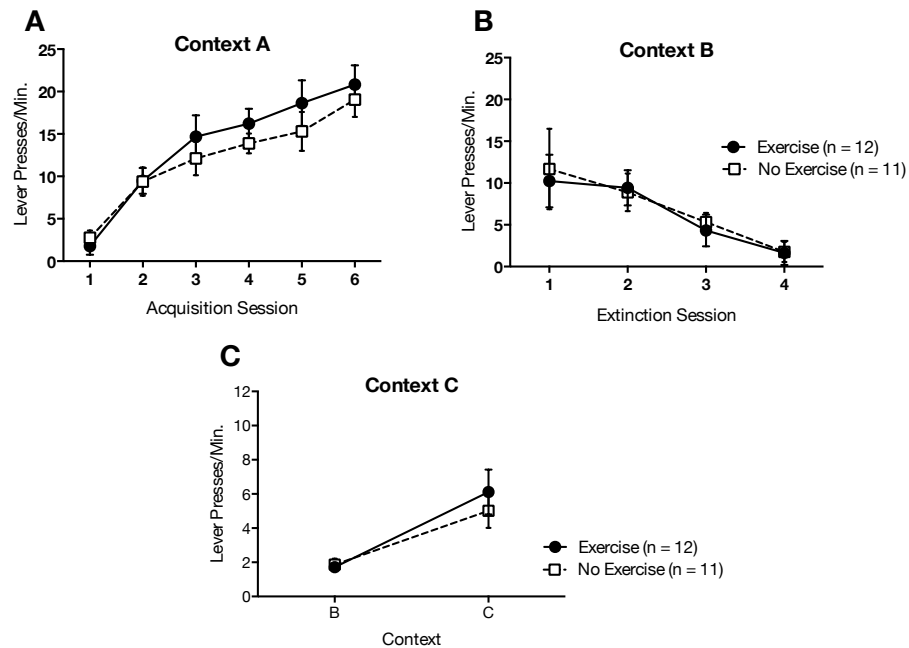 A
Context A
25
20
15
10
5
0
Lever Presses/Min.
1 2 3 4 5 6
Acquisition Session
B
Context B
25
20
15
10
5
0
Lever Presses/Min.
1 2 3 4
Extinction Session
Exercise (n = 12)
No Exercise (n = 11)
C
Context C
12
10
8
6
4
2
0
Lever Presses/Min.
B C
Context
Exercise (n = 12)
No Exercise (n = 11)